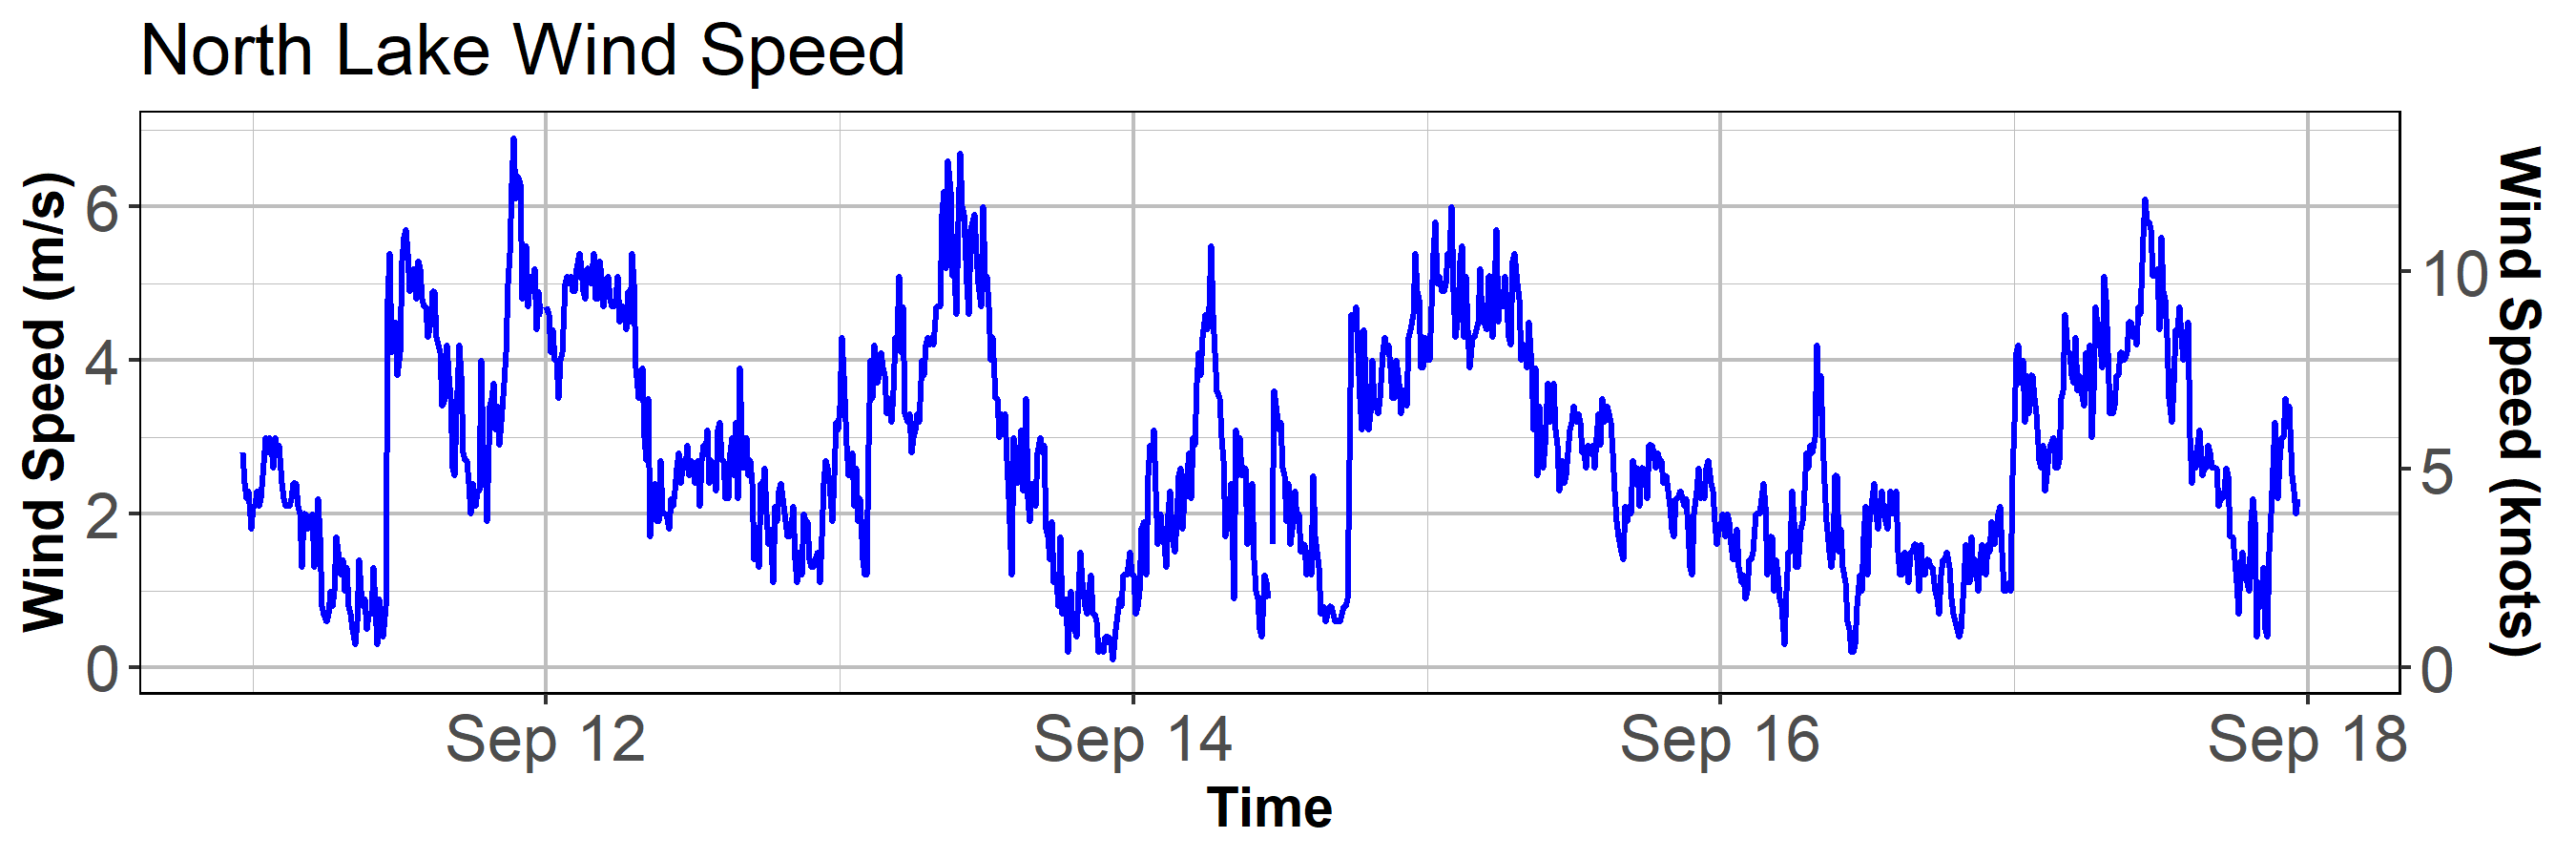 North Lake Wind Speed
Wind Speed (m/s)
6
4
2
0
Wind Speed (knots)
10
5
0
Sep 12
Sep 14
Sep 16
Sep 18
Time